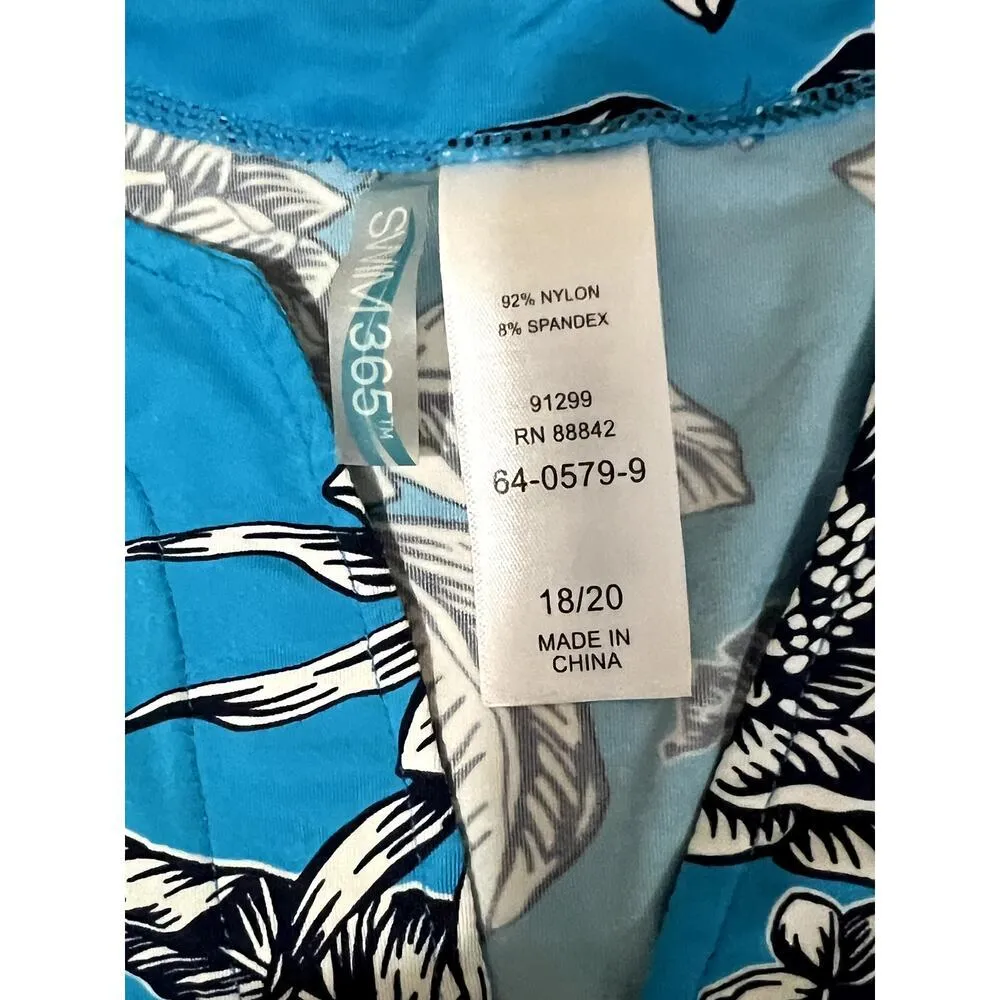 SWIM365™
92% NYLON
8% SPANDEX
91299
RN 88842
64-0579-9
18/20
MADE IN
CHINA